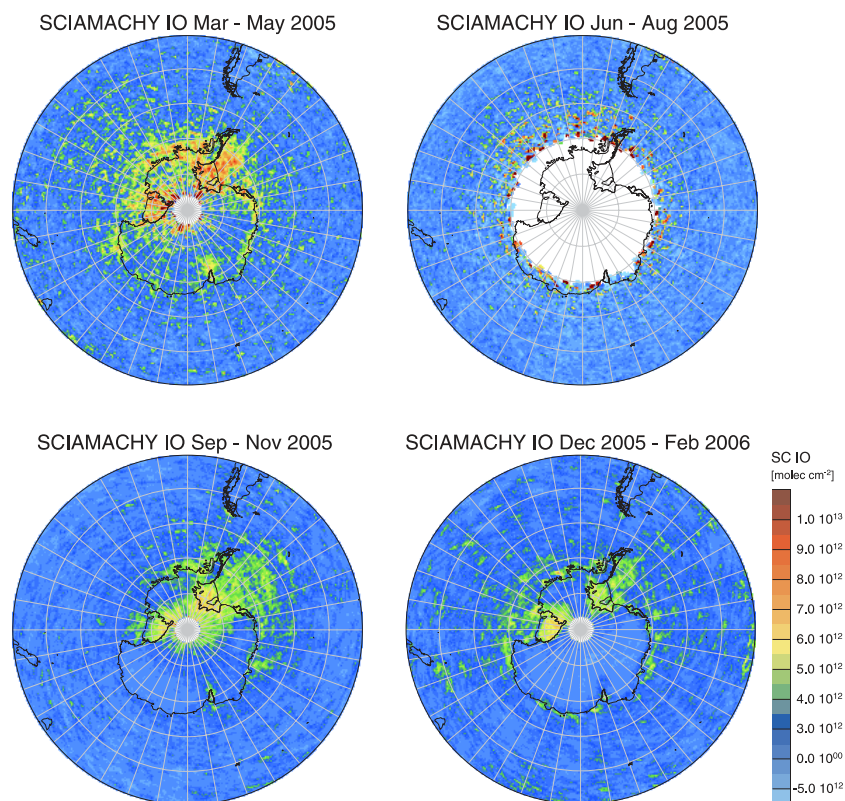 SCIAMACHY IO Mar - May 2005
SCIAMACHY IO Jun - Aug 2005
SCIAMACHY IO Sep - Nov 2005
SCIAMACHY IO Dec 2005 - Feb 2006
SC IO
[molec cm⁻²]
1.0 10¹³
9.0 10¹²
8.0 10¹²
7.0 10¹²
6.0 10¹²
5.0 10¹²
4.0 10¹²
3.0 10¹²
0.0 10⁰⁰
-5.0 10¹²